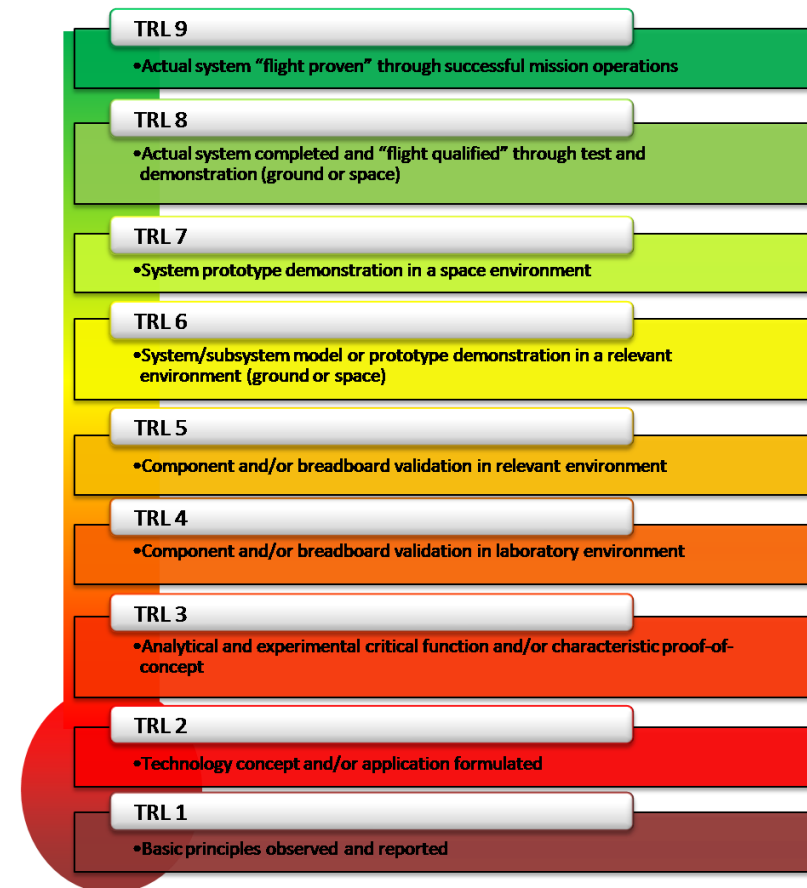 TRL 9
•Actual system “flight proven” through successful mission operations
TRL 8
•Actual system completed and “flight qualified” through test and
demonstration (ground or space)
TRL 7
•System prototype demonstration in a space environment
TRL 6
•System/subsystem model or prototype demonstration in a relevant
environment (ground or space)
TRL 5
•Component and/or breadboard validation in relevant environment
TRL 4
•Component and/or breadboard validation in laboratory environment
TRL 3
•Analytical and experimental critical function and/or characteristic proof-of-
concept
TRL 2
•Technology concept and/or application formulated
TRL 1
•Basic principles observed and reported